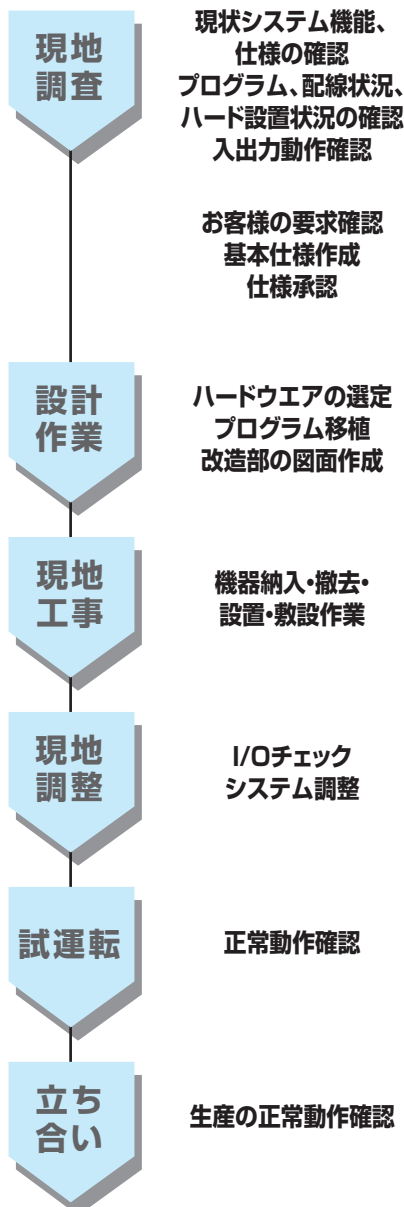 現地
調査
現状システム機能、
仕様の確認
プログラム、配線状況、
ハード設置状況の確認
入出力動作確認
お客様の要求確認
基本仕様作成
仕様承認
設計
作業
ハードウエアの選定
プログラム移植
改造部の図面作成
現地
工事
機器納入・撤去・
設置・敷設作業
現地
調整
I/Oチェック
システム調整
試運転
正常動作確認
立ち
合い
生産の正常動作確認